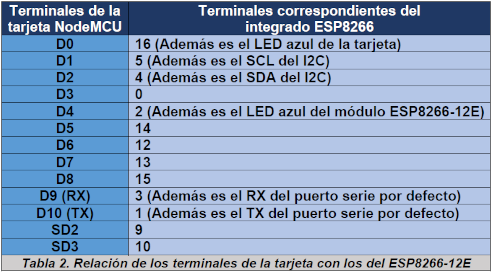 Terminales de la tarjeta NodeMCU Terminales correspondientes del integrado ESP8266
D0 16 (Además es el LED azul de la tarjeta)
D1 5 (Además es el SCL del I2C)
D2 4 (Además es el SDA del I2C)
D3 0
D4 2 (Además es el LED azul del módulo ESP8266-12E)
D5 14
D6 12
D7 13
D8 15
D9 (RX) 3 (Además es el RX del puerto serie por defecto)
D10 (TX) 1 (Además es el TX del puerto serie por defecto)
SD2 9
SD3 10
Tabla 2. Relación de los terminales de la tarjeta con los del ESP8266-12E